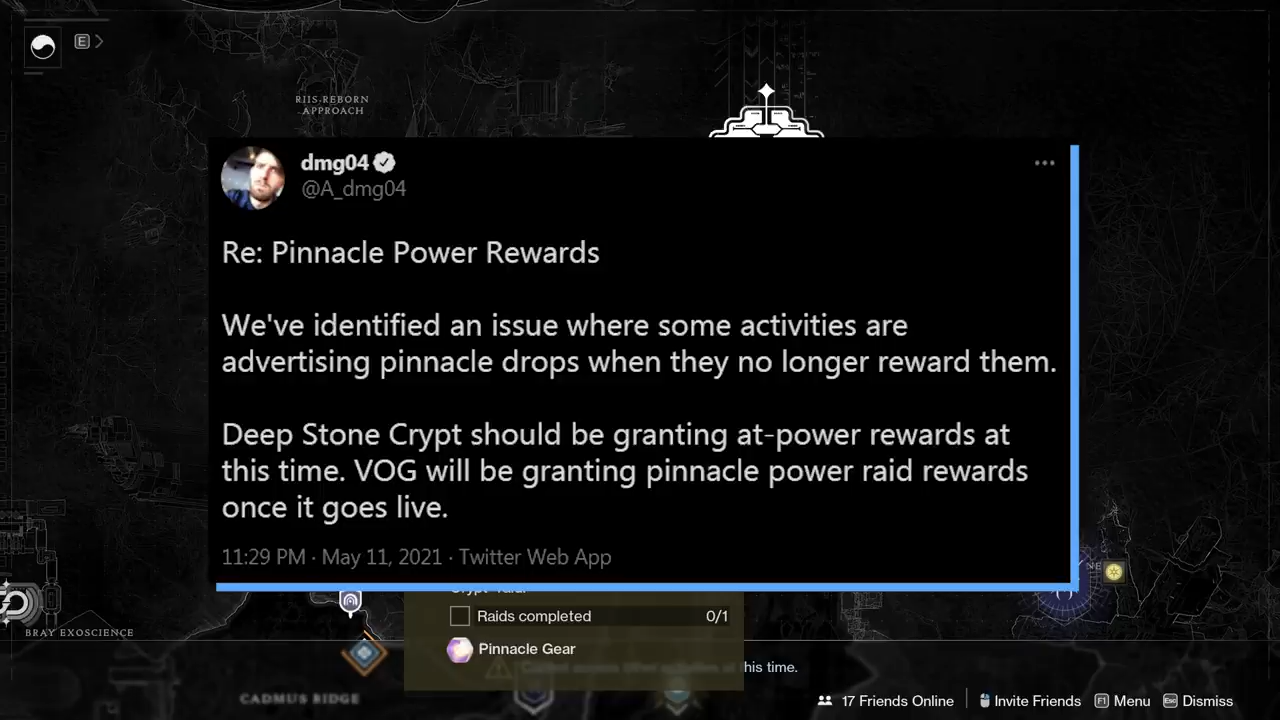 E
RIIS-REBORN
APPROACH
dmg04
@A_dmg04
Re: Pinnacle Power Rewards
We've identified an issue where some activities are
advertising pinnacle drops when they no longer reward them.
Deep Stone Crypt should be granting at-power rewards at
this time. VOG will be granting pinnacle power raid rewards
once it goes live.
11:29 PM · May 11, 2021 · Twitter Web App
Raids completed 0/1
Pinnacle Gear
this time.
BRAY EXOSCIENCE
CADMUS RIDGE
17 Friends Online
Invite Friends
F1 Menu
Esc Dismiss